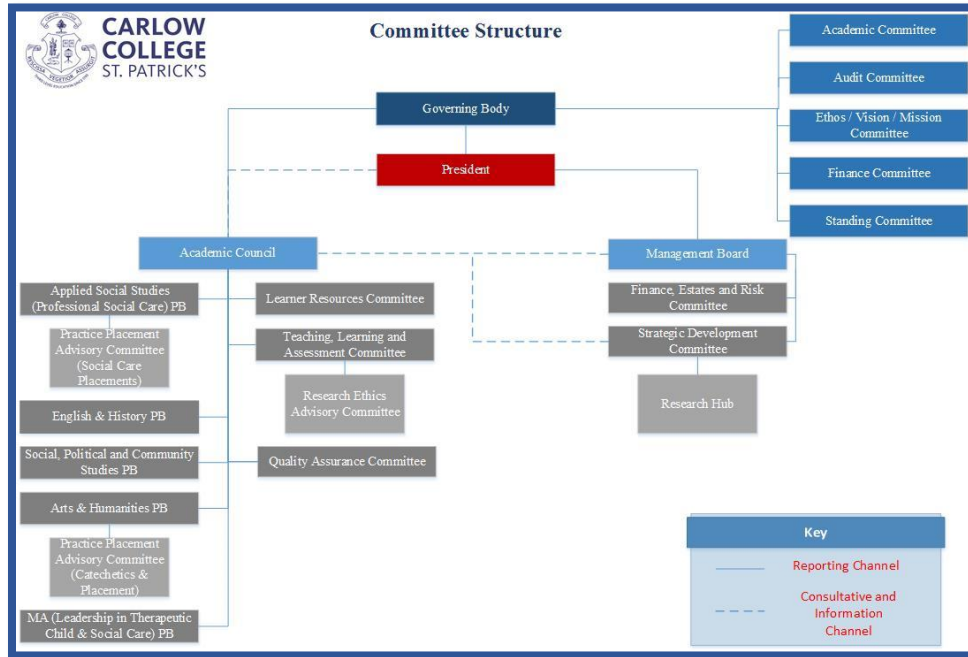 CARLOW
COLLEGE
ST. PATRICK'S
Committee Structure
Academic Committee
Audit Committee
Ethos / Vision / Mission
Committee
Finance Committee
Standing Committee
Governing Body
President
Academic Council
Management Board
Applied Social Studies
(Professional Social Care) PB
Practice Placement
Advisory Committee
(Social Care
Placements)
English & History PB
Social, Political and Community
Studies PB
Arts & Humanities PB
Practice Placement
Advisory Committee
(Catechetics &
Placement)
MA (Leadership in Therapeutic
Child & Social Care) PB
Learner Resources Committee
Teaching, Learning and
Assessment Committee
Research Ethics
Advisory Committee
Quality Assurance Committee
Finance, Estates and Risk
Committee
Strategic Development
Committee
Research Hub
Key
Reporting Channel
Consultative and
Information
Channel